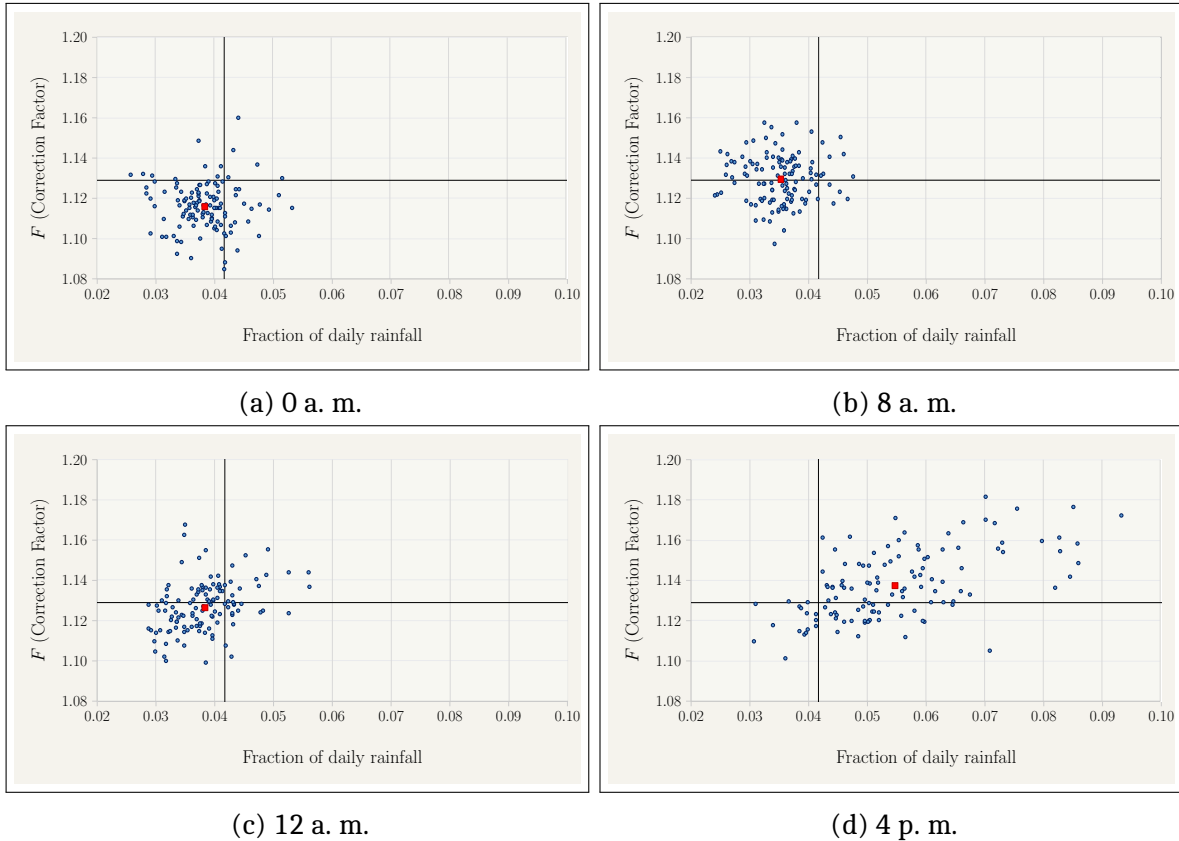 1.20
1.18
1.16
1.14
1.12
1.10
1.08
F (Correction Factor)
0.02 0.03 0.04 0.05 0.06 0.07 0.08 0.09 0.10
Fraction of daily rainfall
(a) 0 a. m.
1.20
1.18
1.16
1.14
1.12
1.10
1.08
F (Correction Factor)
0.02 0.03 0.04 0.05 0.06 0.07 0.08 0.09 0.10
Fraction of daily rainfall
(b) 8 a. m.
1.20
1.18
1.16
1.14
1.12
1.10
1.08
F (Correction Factor)
0.02 0.03 0.04 0.05 0.06 0.07 0.08 0.09 0.10
Fraction of daily rainfall
(c) 12 a. m.
1.20
1.18
1.16
1.14
1.12
1.10
1.08
F (Correction Factor)
0.02 0.03 0.04 0.05 0.06 0.07 0.08 0.09 0.10
Fraction of daily rainfall
(d) 4 p. m.